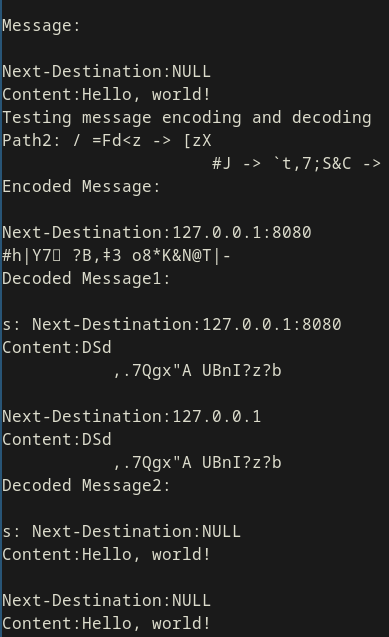 Message:
Next-Destination:NULL
Content:Hello, world!
Testing message encoding and decoding
Path2: / =Fd<z -> [zX
#J -> `t,7;S&C ->
Encoded Message:
Next-Destination:127.0.0.1:8080
#h|Y7▯ ?B,‡3 o8*K&N@T|-
Decoded Message1:
s: Next-Destination:127.0.0.1:8080
Content:DSd
,.7Qgx"A UBnI?z?b
Next-Destination:127.0.0.1
Content:DSd
,.7Qgx"A UBnI?z?b
Decoded Message2:
s: Next-Destination:NULL
Content:Hello, world!
Next-Destination:NULL
Content:Hello, world!